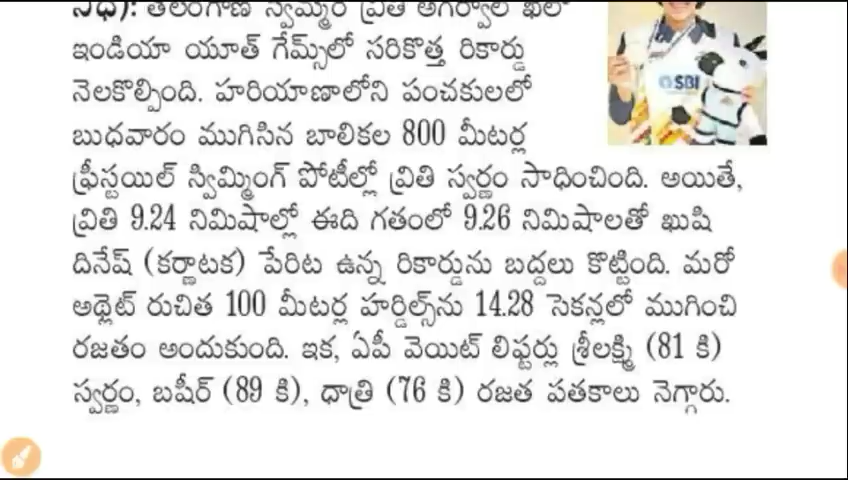 నిధి): తెలంగాణ స్విమ్మర్ వ్రితి అగర్వాల్ ఖేలో
ఇండియా యూత్ గేమ్స్‌లో సరికొత్త రికార్డు
నెలకొల్పింది. హరియాణాలోని పంచకులలో
బుధవారం ముగిసిన బాలికల 800 మీటర్ల
ఫ్రీస్టయిల్ స్విమ్మింగ్ పోటీల్లో వ్రితి స్వర్ణం సాధించింది. అయితే,
వ్రితి 9.24 నిమిషాల్లో ఈది గతంలో 9.26 నిమిషాలతో ఖుషి
దినేష్ (కర్ణాటక) పేరిట ఉన్న రికార్డును బద్దలు కొట్టింది. మరో
అథ్లెట్ రుచిత 100 మీటర్ల హర్డిల్స్‌ను 14.28 సెకన్లలో ముగించి
రజతం అందుకుంది. ఇక, ఏపీ వెయిట్ లిఫ్టర్లు శ్రీలక్ష్మి (81 కి)
స్వర్ణం, బషీర్ (89 కి), ధాత్రి (76 కి) రజత పతకాలు నెగ్గారు.
SBI